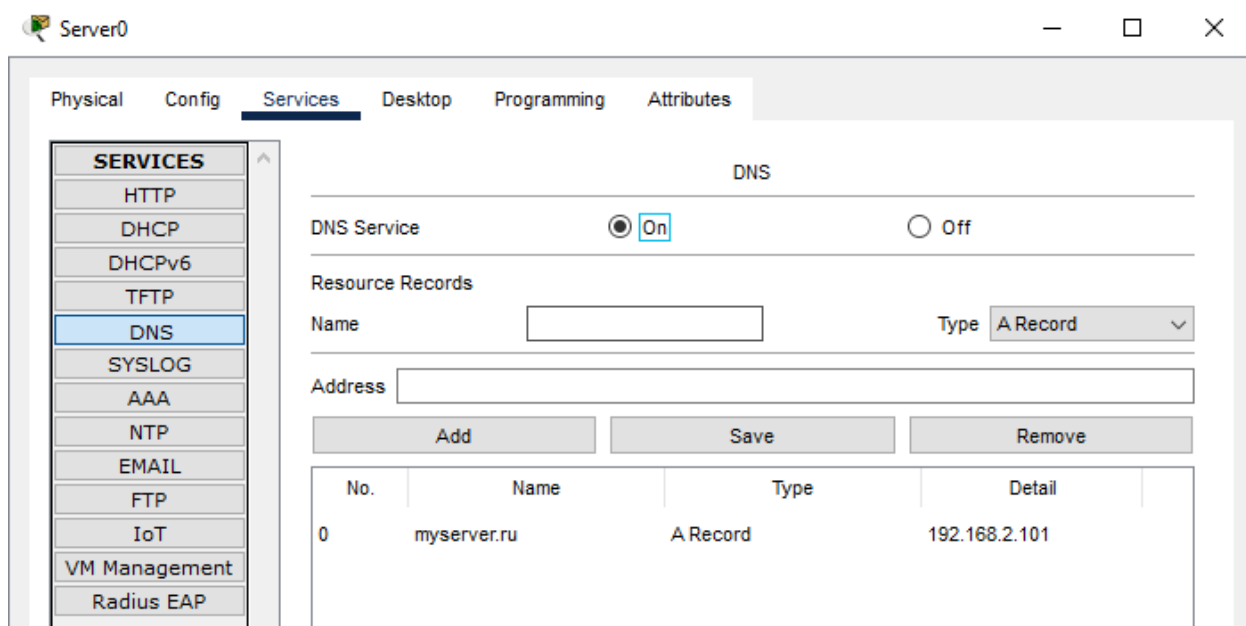 Server0
Physical Config Services Desktop Programming Attributes
SERVICES
HTTP
DHCP
DHCPv6
TFTP
DNS
SYSLOG
AAA
NTP
EMAIL
FTP
IoT
VM Management
Radius EAP
DNS
DNS Service On Off
Resource Records
Name Type A Record
Address
Add Save Remove
No. Name Type Detail
0 myserver.ru A Record 192.168.2.101